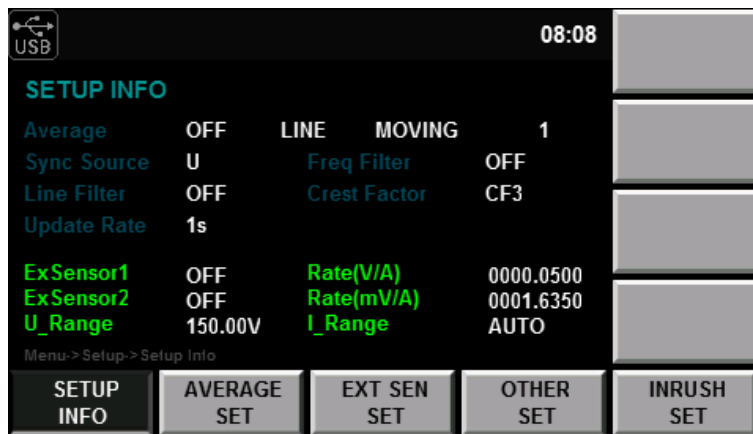 USB 08:08
SETUP INFO
Average OFF LINE MOVING 1
Sync Source U Freq Filter OFF
Line Filter OFF Crest Factor CF3
Update Rate 1s
ExSensor1 OFF Rate(V/A) 0000.0500
ExSensor2 OFF Rate(mV/A) 0001.6350
U_Range 150.00V I_Range AUTO
Menu->Setup->Setup Info
SETUP INFO
AVERAGE SET
EXT SEN SET
OTHER SET
INRUSH SET